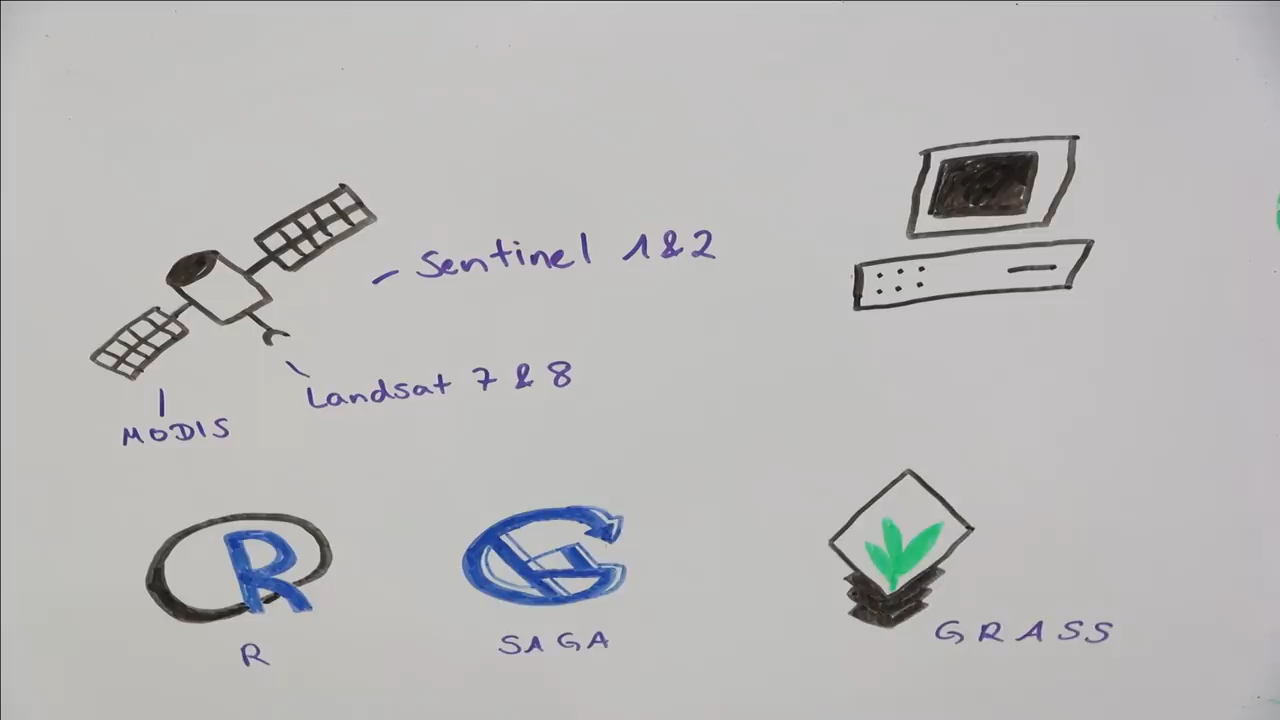 Sentinel 1&2
Landsat 7 & 8
MODIS
R
R
SAGA
GRASS